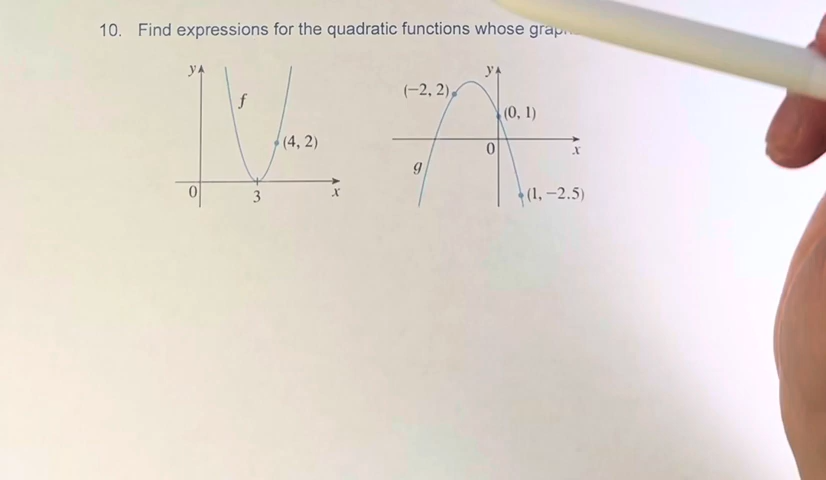 10. Find expressions for the quadratic functions whose
y
f
(4, 2)
0
3
x
y
(−2, 2)
(0, 1)
0
x
g
(1, −2.5)